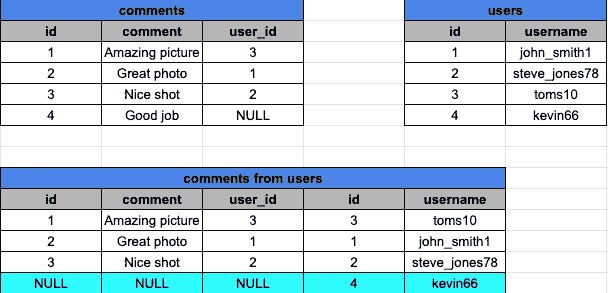 comments users
id comment user_id id username
1 Amazing picture 3 1 john_smith1
2 Great photo 1 2 steve_jones78
3 Nice shot 2 3 toms10
4 Good job NULL 4 kevin66
comments from users
id comment user_id id username
1 Amazing picture 3 3 toms10
2 Great photo 1 1 john_smith1
3 Nice shot 2 2 steve_jones78
NULL NULL NULL 4 kevin66